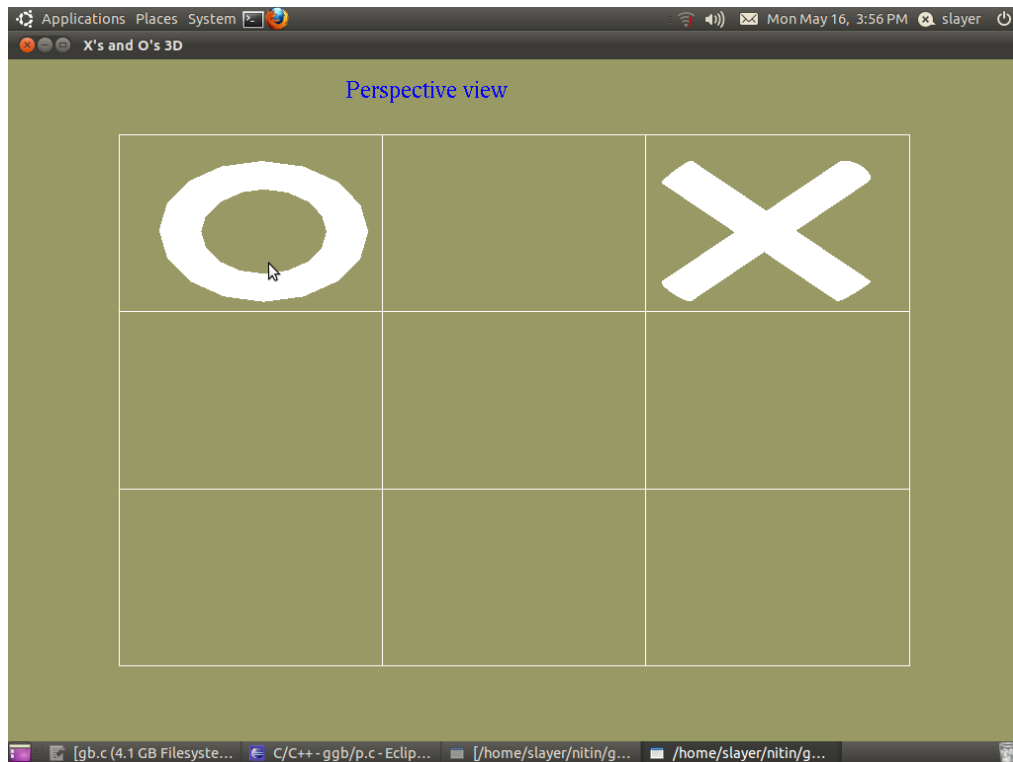 Applications Places System Mon May 16, 3:56 PM slayer
X's and O's 3D
Perspective view
O X
[gb.c (4.1 GB Filesyste... C/C++ - ggb/p.c - Eclip... [/home/slayer/nitin/g... /home/slayer/nitin/g...